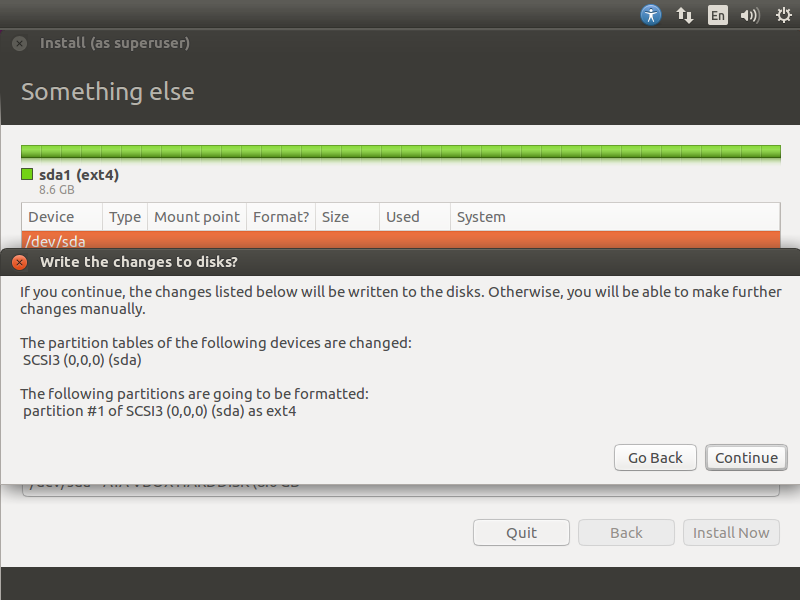 En
Install (as superuser)
Something else
sda1 (ext4)
8.6 GB
Device Type Mount point Format? Size Used System
/dev/sda
Write the changes to disks?
If you continue, the changes listed below will be written to the disks. Otherwise, you will be able to make further
changes manually.
The partition tables of the following devices are changed:
SCSI3 (0,0,0) (sda)
The following partitions are going to be formatted:
partition #1 of SCSI3 (0,0,0) (sda) as ext4
Go Back Continue
Quit Back Install Now